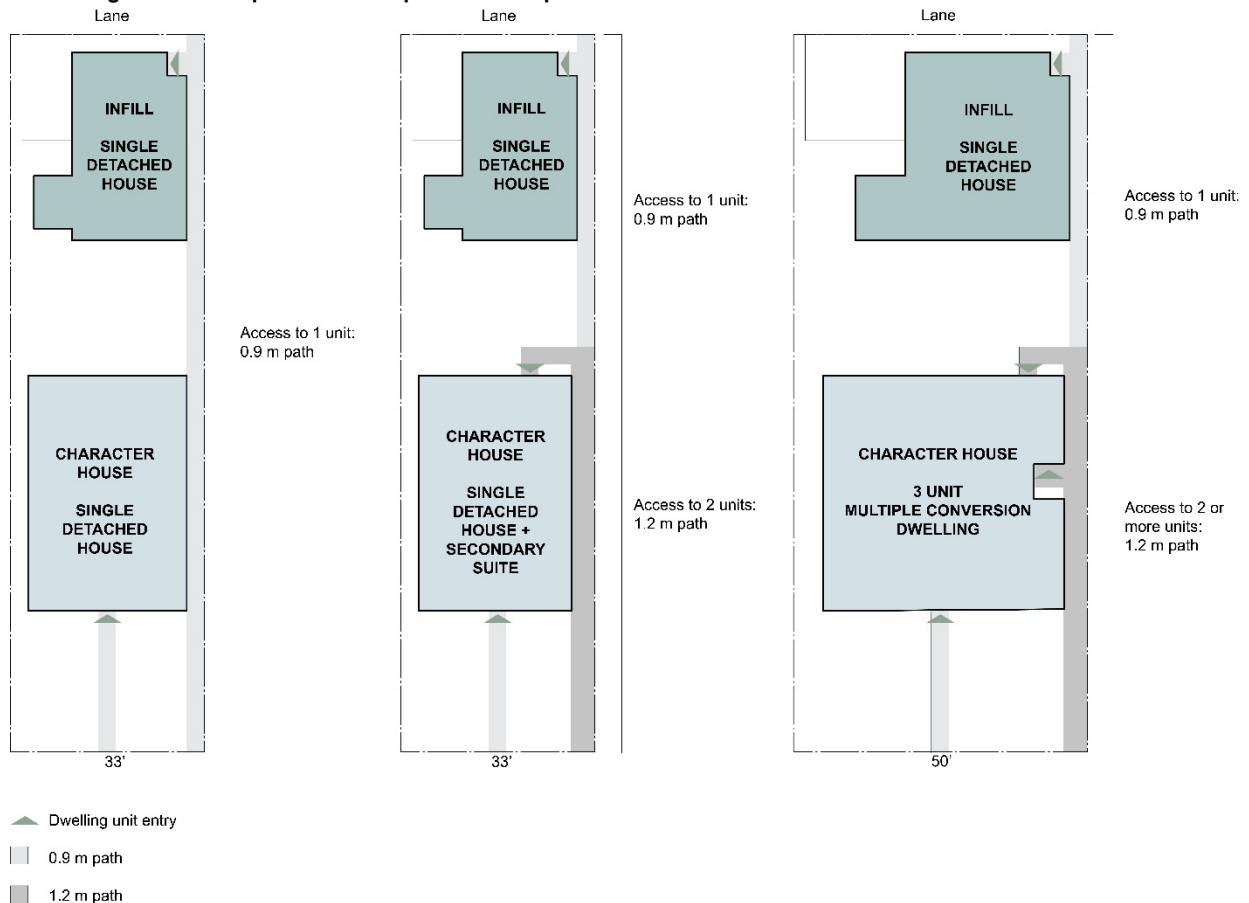 Lane
INFILL
SINGLE
DETACHED
HOUSE
Access to 1 unit:
0.9 m path
CHARACTER
HOUSE
SINGLE
DETACHED
HOUSE
33'
Lane
INFILL
SINGLE
DETACHED
HOUSE
Access to 1 unit:
0.9 m path
CHARACTER
HOUSE
SINGLE
DETACHED
HOUSE +
SECONDARY
SUITE
Access to 2 units:
1.2 m path
33'
Lane
INFILL
SINGLE
DETACHED
HOUSE
Access to 1 unit:
0.9 m path
CHARACTER HOUSE
3 UNIT
MULTIPLE CONVERSION
DWELLING
Access to 2 or
more units:
1.2 m path
50'
Dwelling unit entry
0.9 m path
1.2 m path